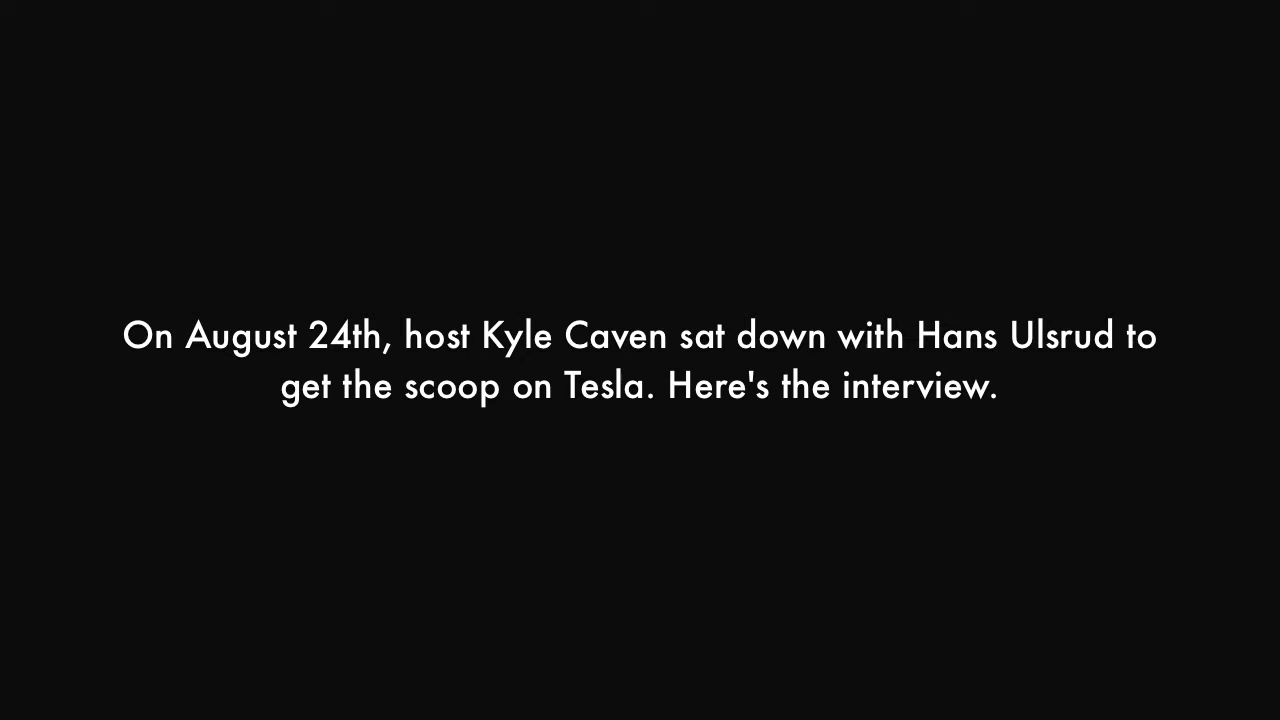 On August 24th, host Kyle Caven sat down with Hans Ulsrud to
get the scoop on Tesla. Here's the interview.